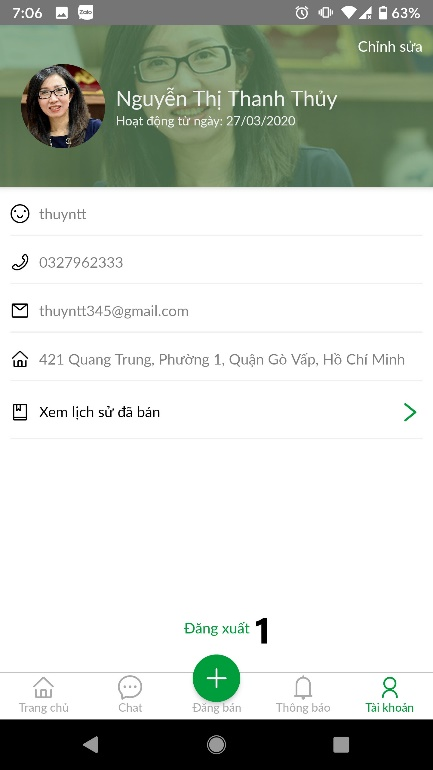 7:06 Zalo 63%
Chỉnh sửa
Nguyễn Thị Thanh Thủy
Hoạt động từ ngày: 27/03/2020
thuyntt
0327962333
thuyntt345@gmail.com
421 Quang Trung, Phường 1, Quận Gò Vấp, Hồ Chí Minh
Xem lịch sử đã bán
Đăng xuất 1
Trang chủ Chat Đăng bán Thông báo Tài khoản